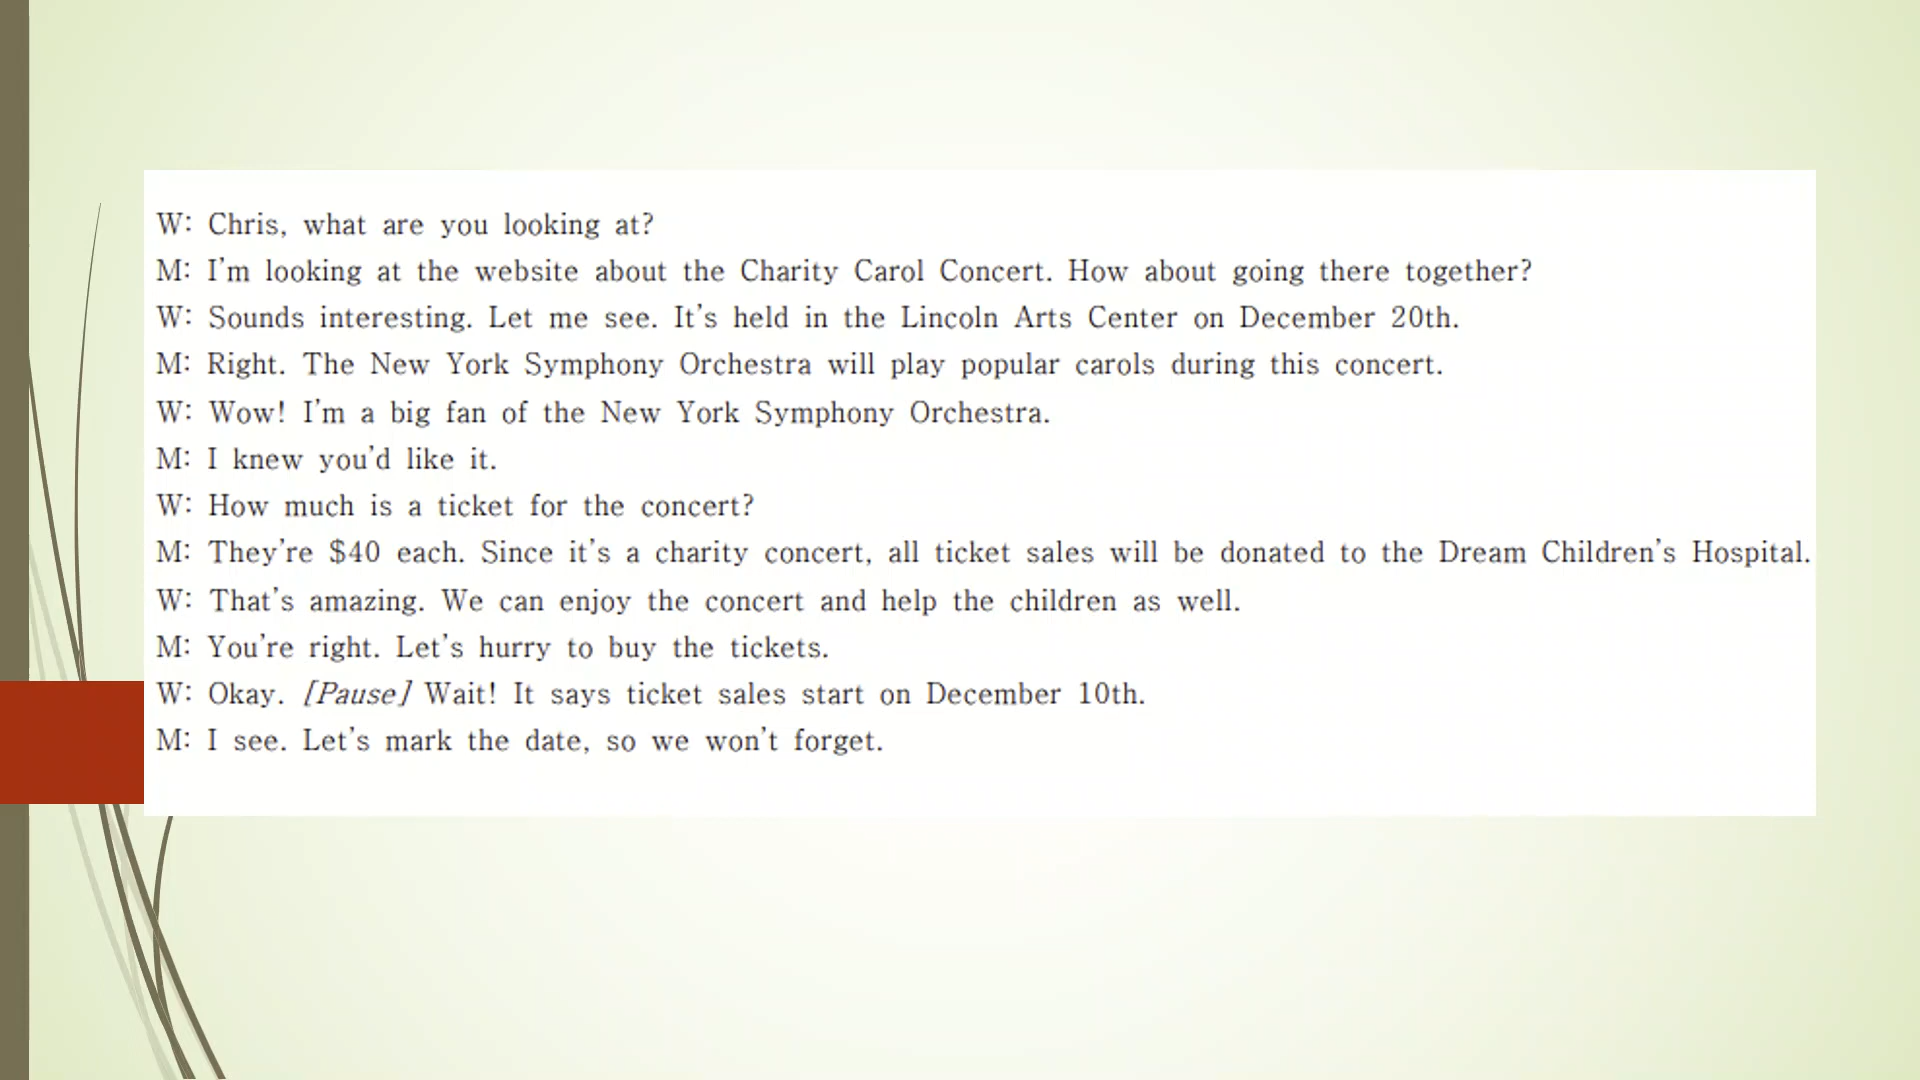 W: Chris, what are you looking at?
M: I'm looking at the website about the Charity Carol Concert. How about going there together?
W: Sounds interesting. Let me see. It's held in the Lincoln Arts Center on December 20th.
M: Right. The New York Symphony Orchestra will play popular carols during this concert.
W: Wow! I'm a big fan of the New York Symphony Orchestra.
M: I knew you'd like it.
W: How much is a ticket for the concert?
M: They're $40 each. Since it's a charity concert, all ticket sales will be donated to the Dream Children's Hospital.
W: That's amazing. We can enjoy the concert and help the children as well.
M: You're right. Let's hurry to buy the tickets.
W: Okay. [Pause] Wait! It says ticket sales start on December 10th.
M: I see. Let's mark the date, so we won't forget.